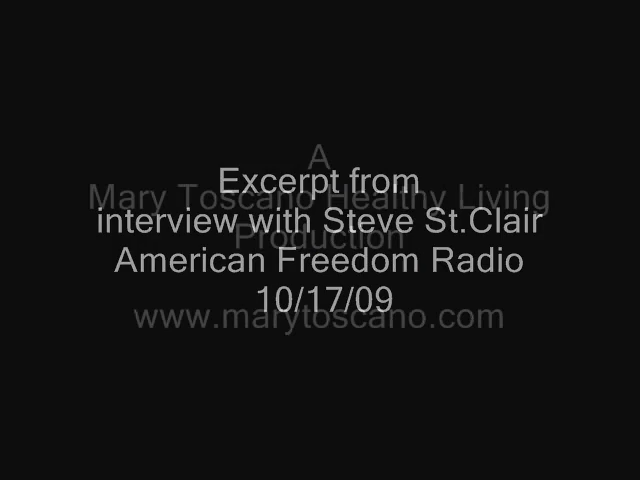 A
Mary Toscano Healthy Living
Production
www.marytoscano.com
Excerpt from
interview with Steve St.Clair
American Freedom Radio
10/17/09